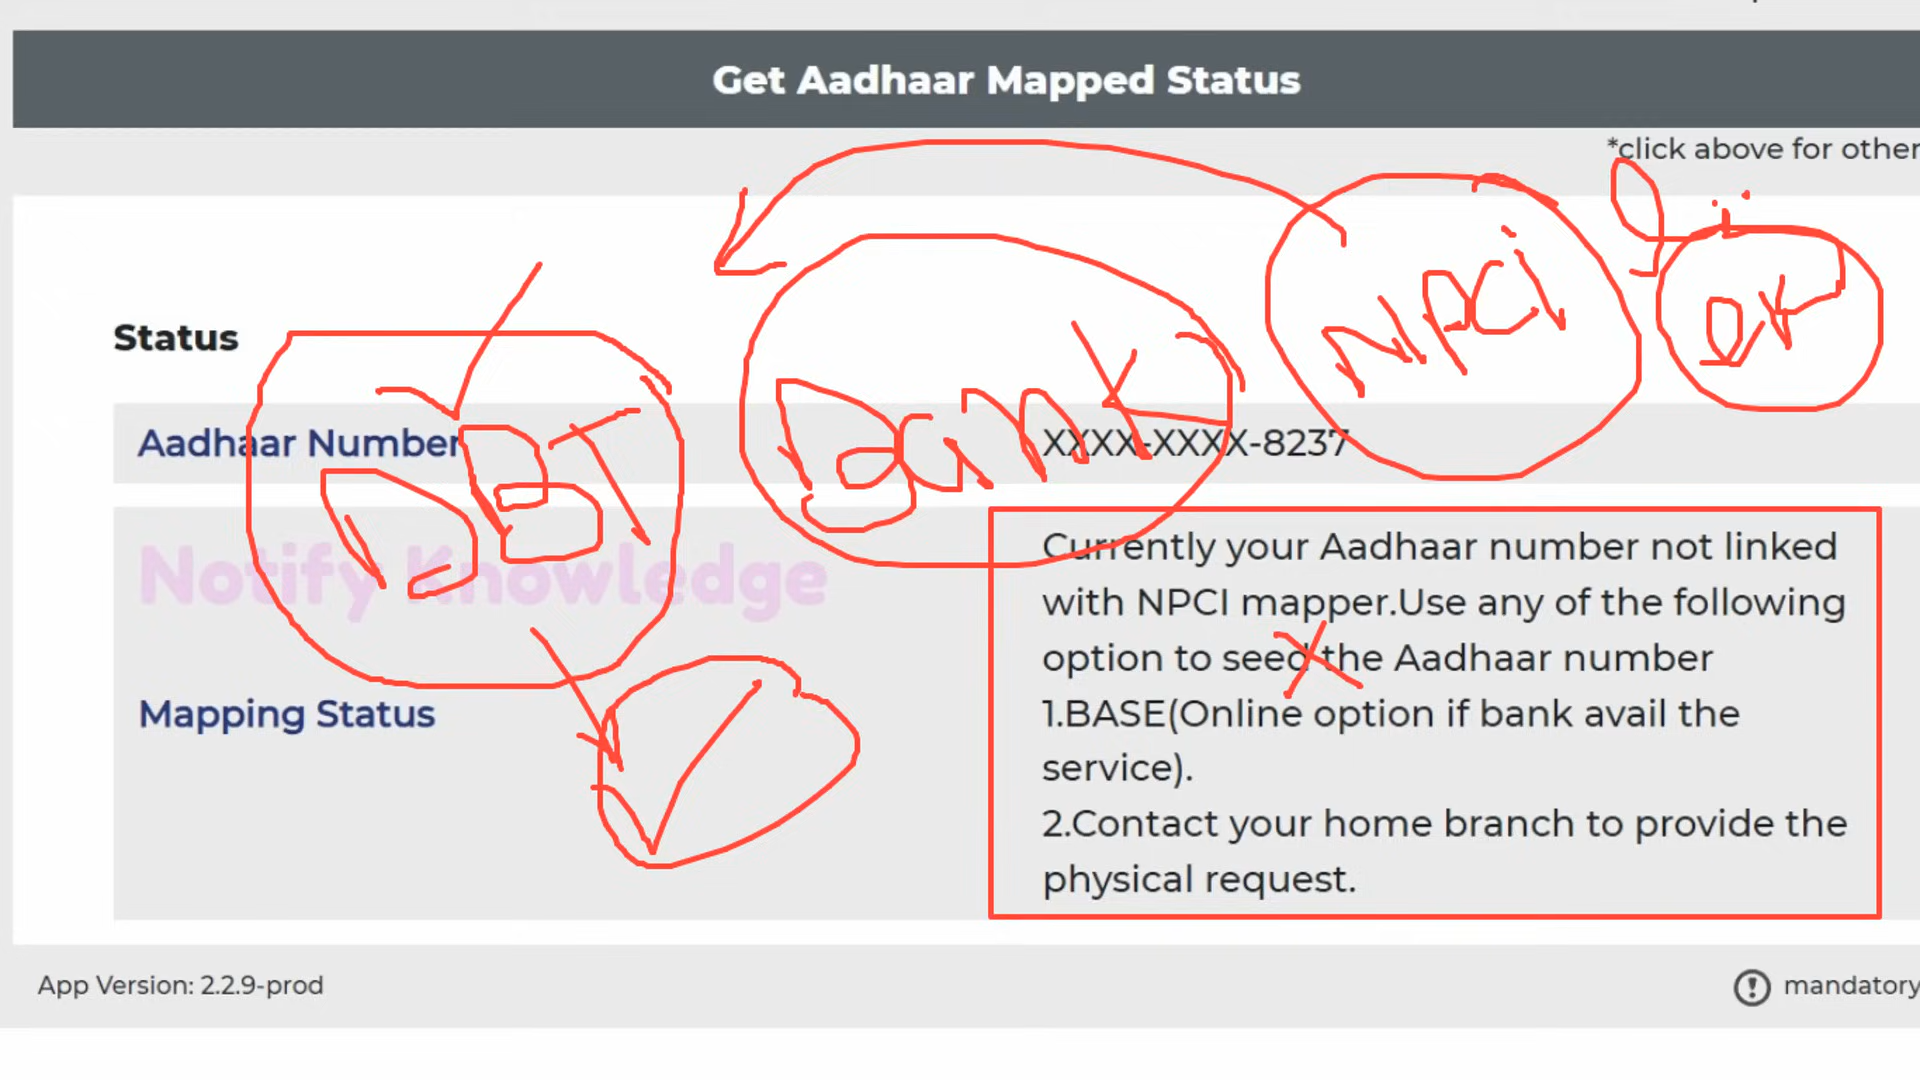 Get Aadhaar Mapped Status
*click above for other
Status
Aadhaar Number
XXXX-XXXX-8237
DBT
Bank
NPCi
Notify Knowledge
Mapping Status
Currently your Aadhaar number not linked
with NPCI mapper.Use any of the following
option to seed the Aadhaar number
1.BASE(Online option if bank avail the
service).
2.Contact your home branch to provide the
physical request.
App Version: 2.2.9-prod
mandatory